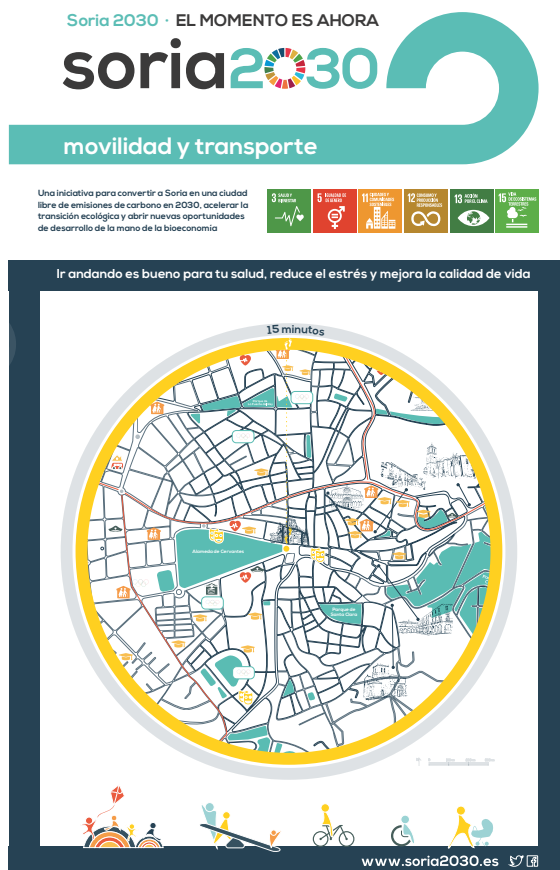 Soria 2030 · EL MOMENTO ES AHORA
soria2030
movilidad y transporte
Una iniciativa para convertir a Soria en una ciudad
libre de emisiones de carbono en 2030, acelerar la
transición ecológica y abrir nuevas oportunidades
de desarrollo de la mano de la bioeconomía
3 SALUD Y BIENESTAR
5 IGUALDAD DE GÉNERO
11 CIUDADES Y COMUNIDADES SOSTENIBLES
12 CONSUMO Y PRODUCCIÓN RESPONSABLES
13 ACCIÓN POR EL CLIMA
15 VIDA DE ECOSISTEMAS TERRESTRES
Ir andando es bueno para tu salud, reduce el estrés y mejora la calidad de vida
15 minutos
Alameda de Cervantes
Parque de
Santa Clara
www.soria2030.es